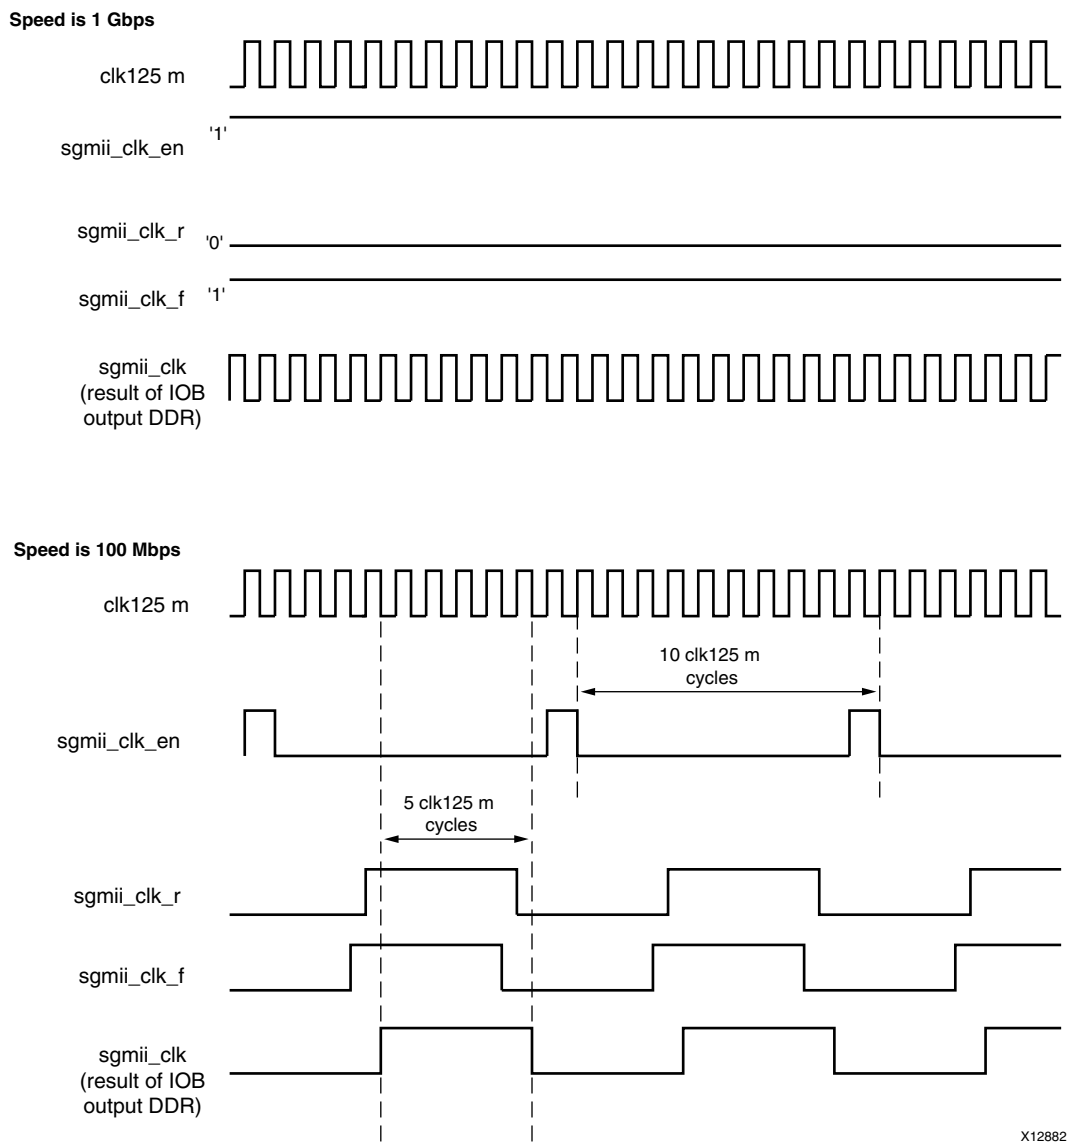 Speed is 1 Gbps
clk125 m
'1'
sgmii_clk_en
sgmii_clk_r
'0'
sgmii_clk_f
'1'
sgmii_clk
(result of IOB
output DDR)
Speed is 100 Mbps
clk125 m
10 clk125 m
cycles
sgmii_clk_en
5 clk125 m
cycles
sgmii_clk_r
sgmii_clk_f
sgmii_clk
(result of IOB
output DDR)
X12882